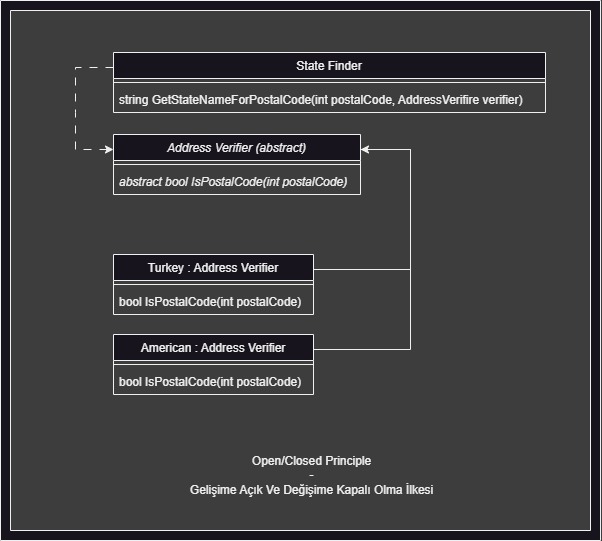 State Finder
string GetStateNameForPostalCode(int postalCode, AddressVerifire verifier)
Address Verifier (abstract)
abstract bool IsPostalCode(int postalCode)
Turkey : Address Verifier
bool IsPostalCode(int postalCode)
American : Address Verifier
bool IsPostalCode(int postalCode)
Open/Closed Principle
-
Gelişime Açık Ve Değişime Kapalı Olma İlkesi